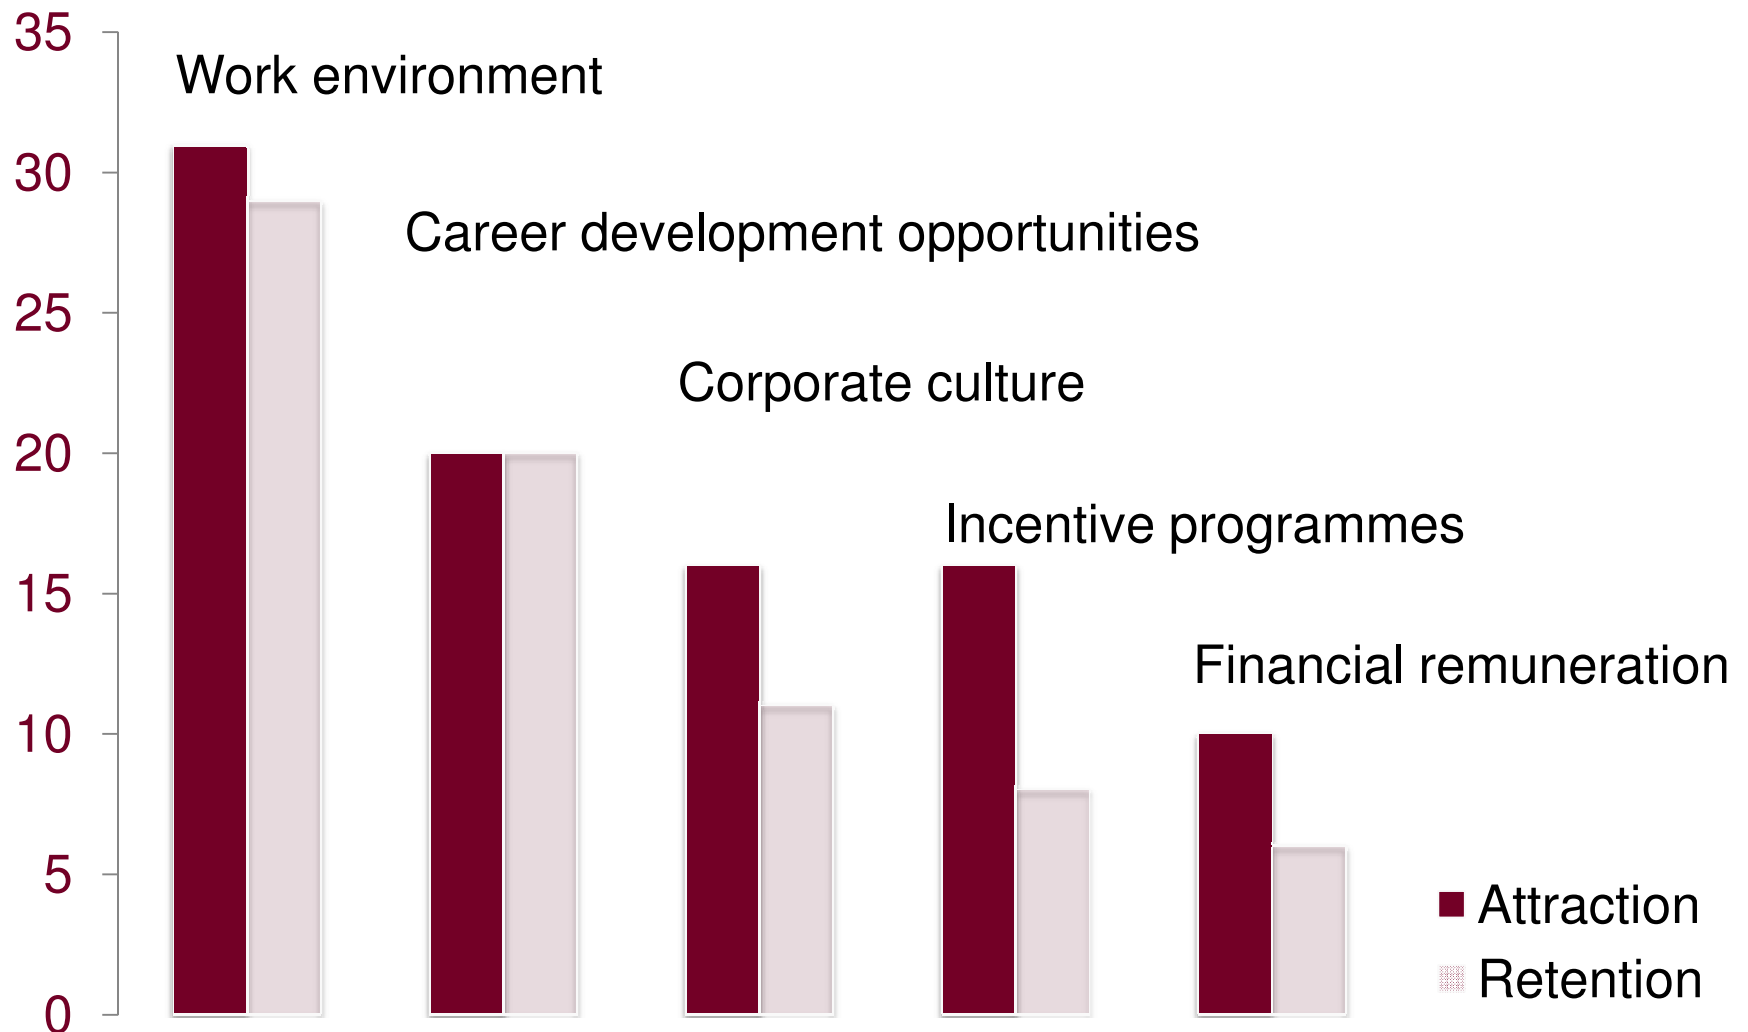 35
Work environment
30
Career development opportunities
25
Corporate culture
20
Incentive programmes
15
Financial remuneration
10
5
Attraction
Retention
0